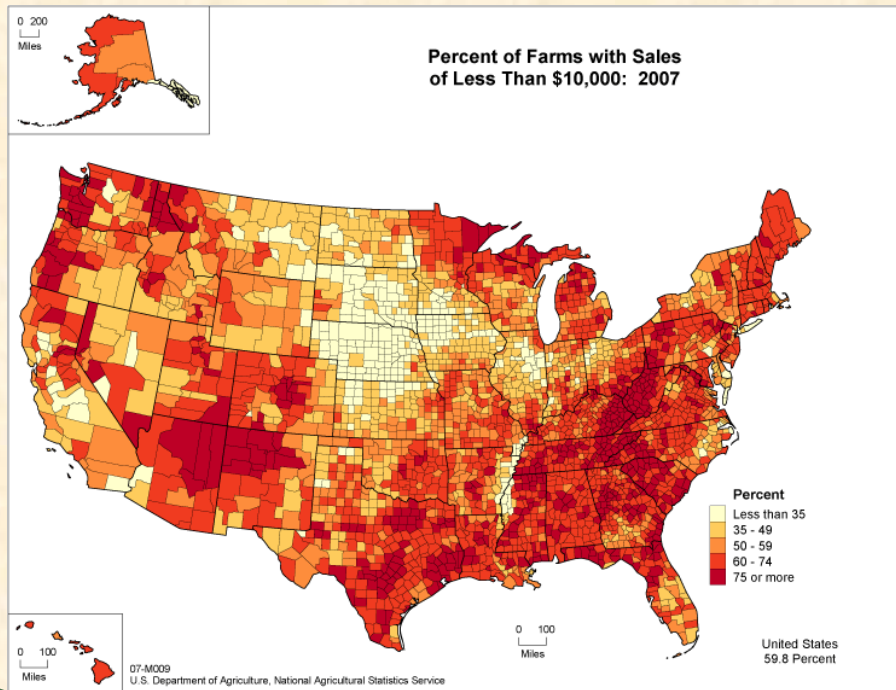 0 200
Miles
Percent of Farms with Sales
of Less Than $10,000: 2007
Percent
Less than 35
35 - 49
50 - 59
60 - 74
75 or more
0 100
Miles
0 100
Miles
United States
59.8 Percent
07-M009
U.S. Department of Agriculture, National Agricultural Statistics Service